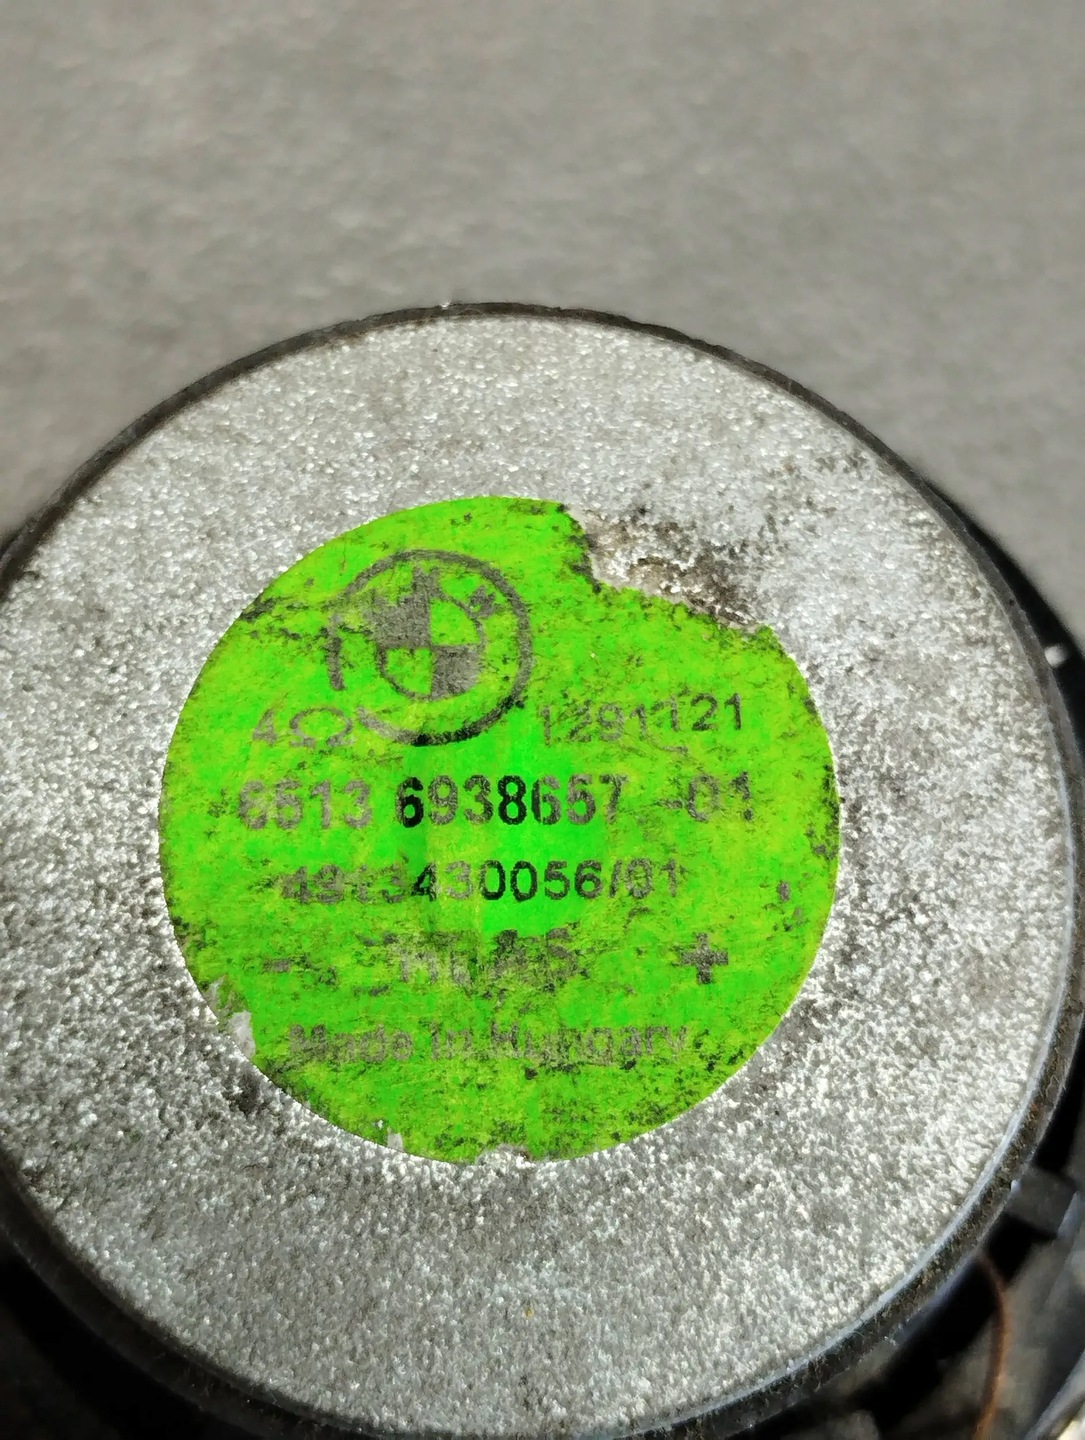 4Ω 1291121
6513 6938657 -01
430056/01
- +
Made in Hungary